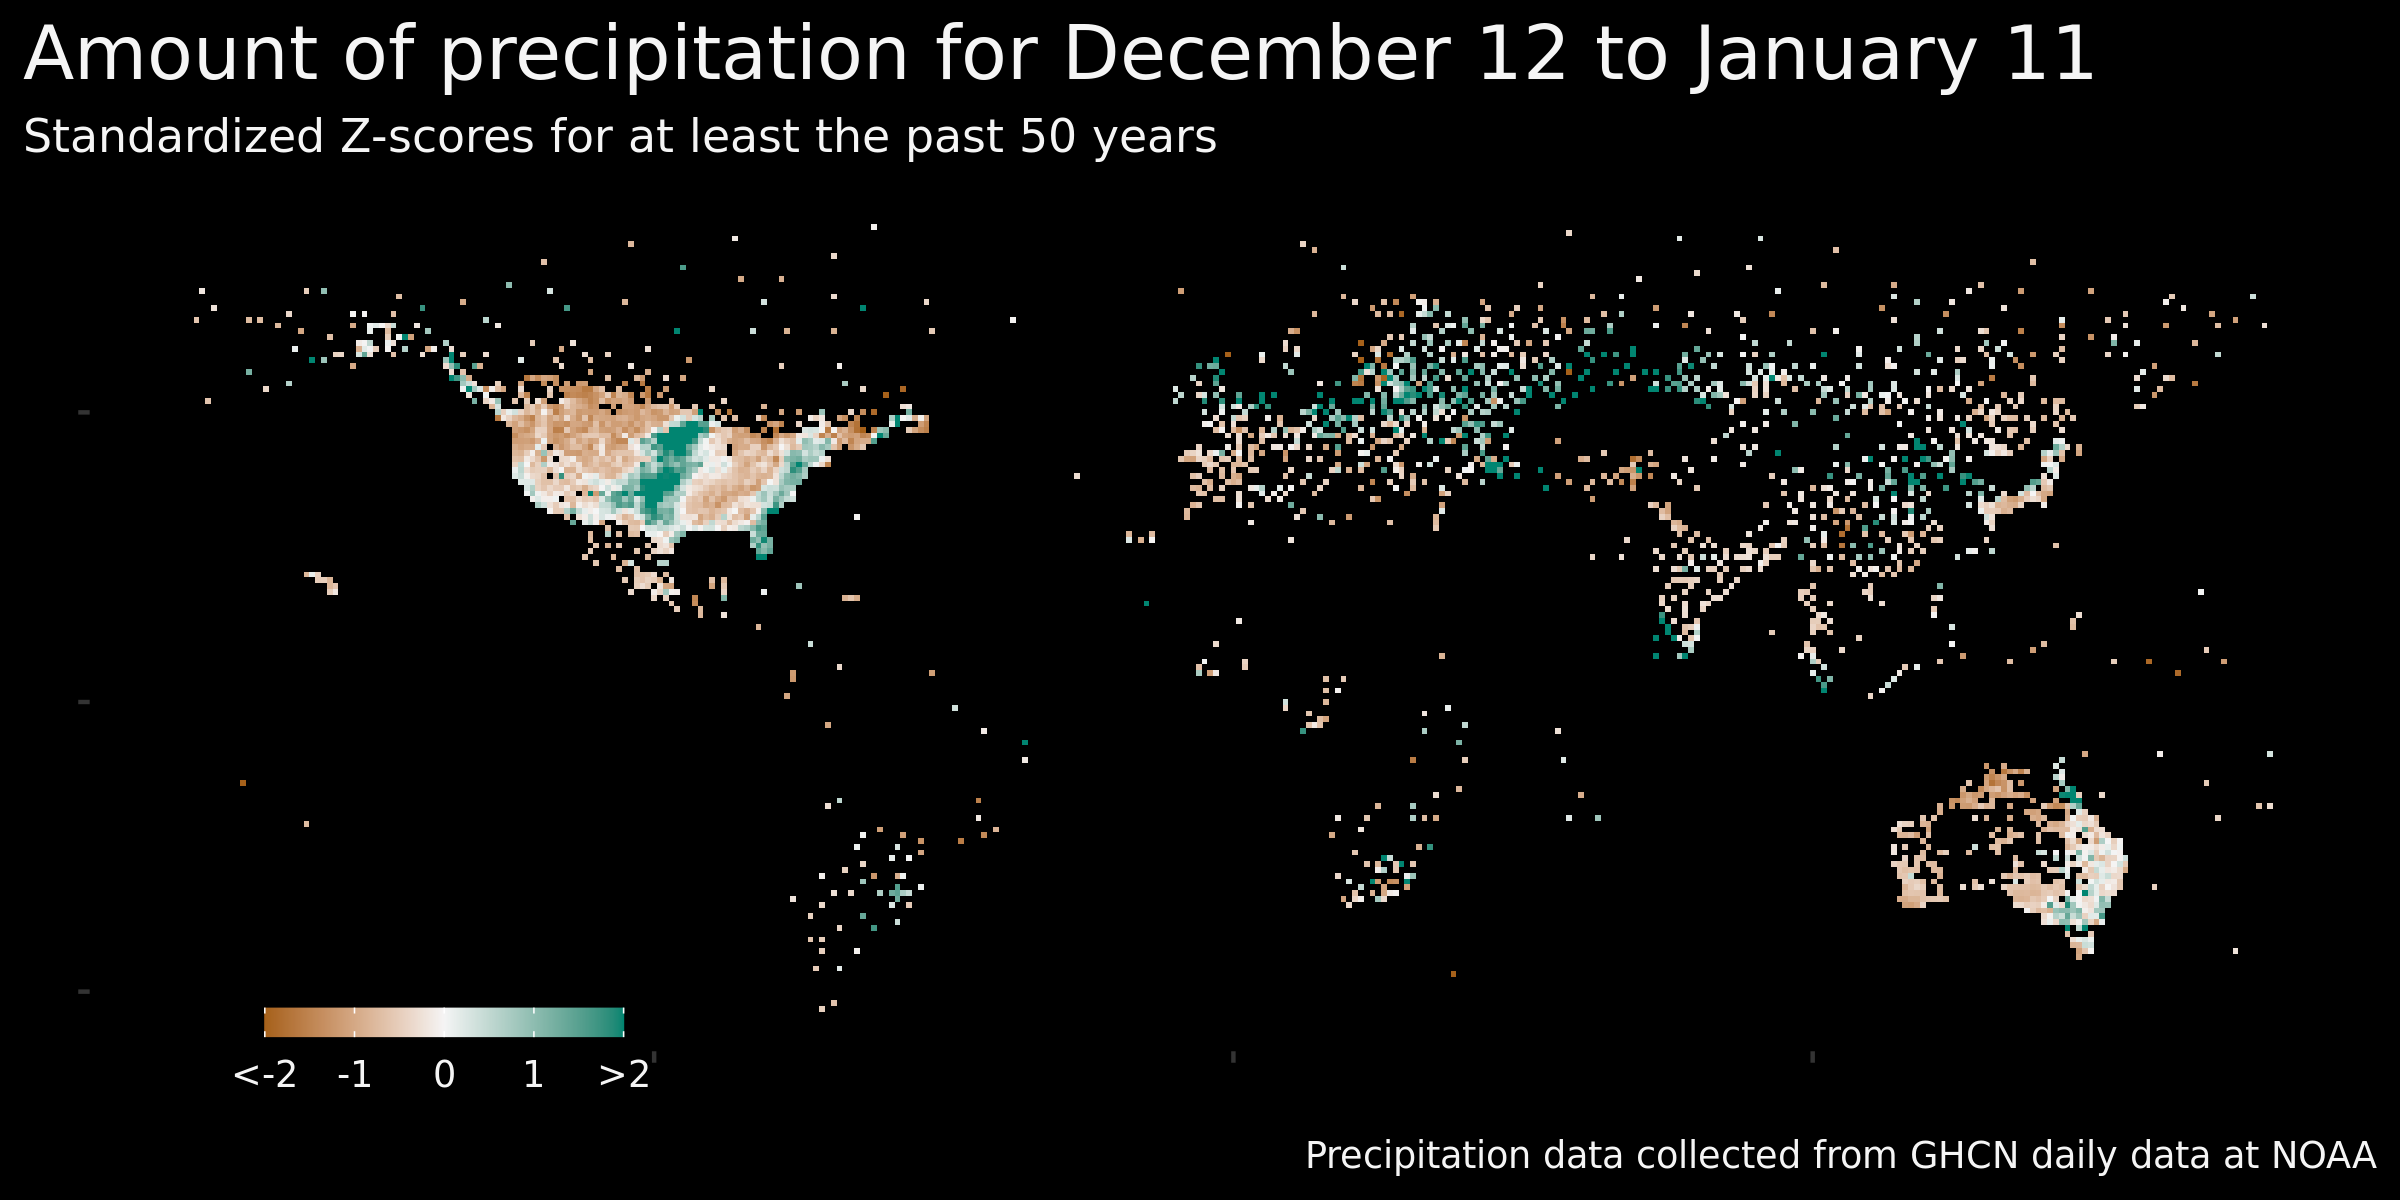 Amount of precipitation for December 12 to January 11
Standardized Z-scores for at least the past 50 years
<-2 -1 0 1 >2
Precipitation data collected from GHCN daily data at NOAA